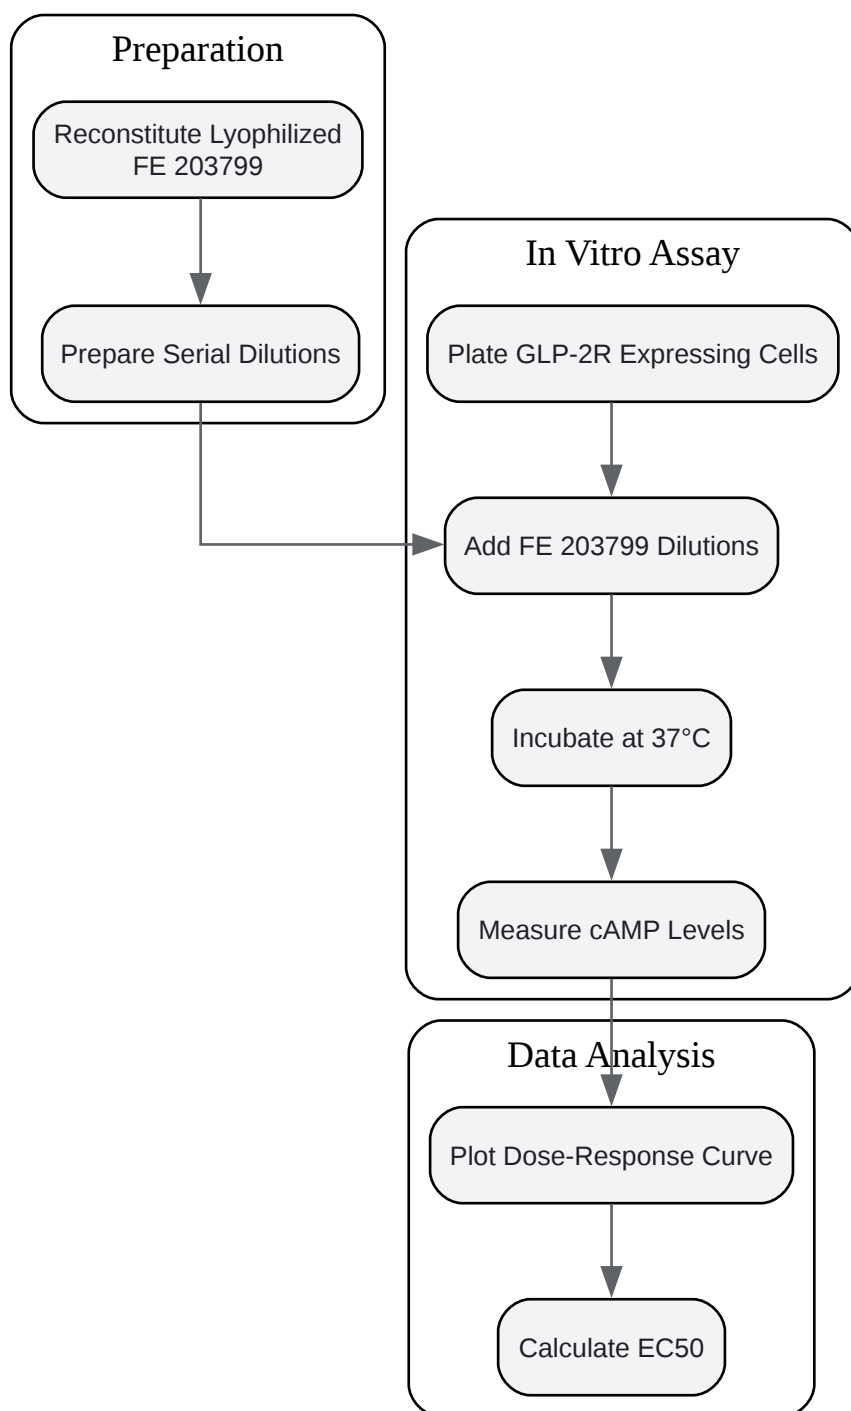 Preparation
Reconstitute Lyophilized
FE 203799
Prepare Serial Dilutions
In Vitro Assay
Plate GLP-2R Expressing Cells
Add FE 203799 Dilutions
Incubate at 37°C
Measure cAMP Levels
Data Analysis
Plot Dose-Response Curve
Calculate EC50